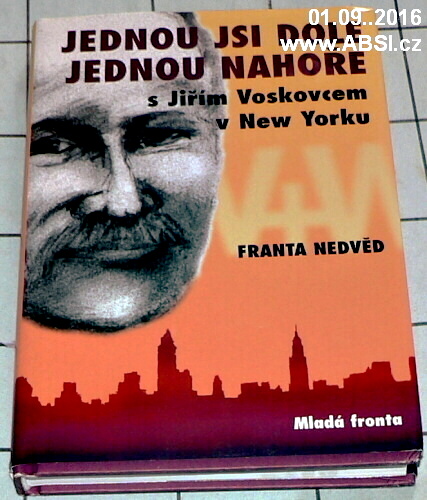 01.09..2016
www.ABSI.cz
JEDNOU JSI DOLE
JEDNOU NAHOŘE
s Jiřím Voskovcem
v New Yorku
V+W
FRANTA NEDVĚD
Mladá fronta